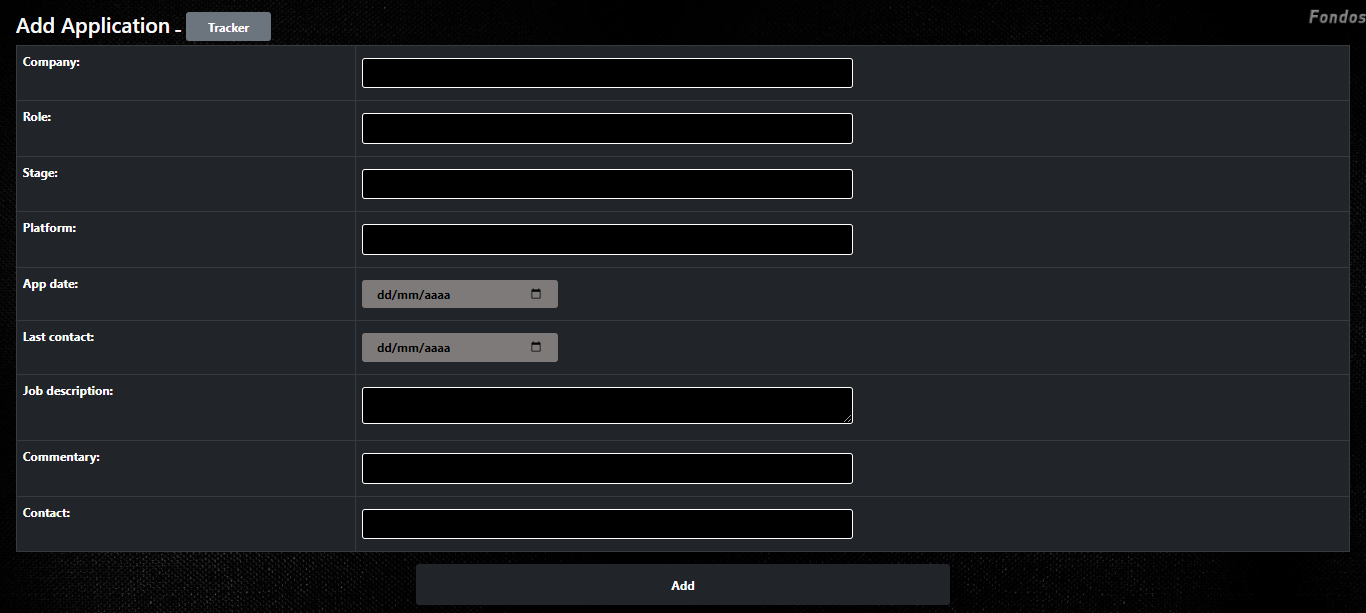 Add Application - Tracker
Fondos
Company:
Role:
Stage:
Platform:
App date:
dd/mm/aaaa
Last contact:
dd/mm/aaaa
Job description:
Commentary:
Contact:
Add